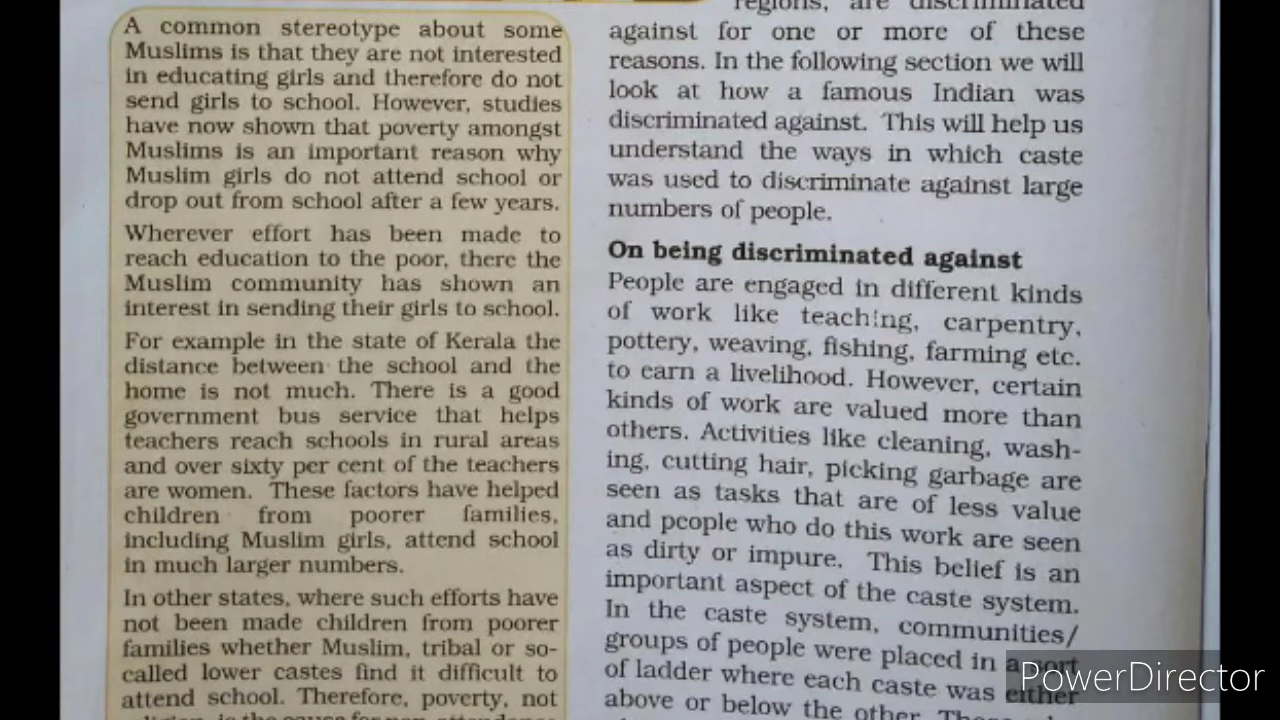 A common stereotype about some
Muslims is that they are not interested
in educating girls and therefore do not
send girls to school. However, studies
have now shown that poverty amongst
Muslims is an important reason why
Muslim girls do not attend school or
drop out from school after a few years.
Wherever effort has been made to
reach education to the poor, there the
Muslim community has shown an
interest in sending their girls to school.
For example in the state of Kerala the
distance between the school and the
home is not much. There is a good
government bus service that helps
teachers reach schools in rural areas
and over sixty per cent of the teachers
are women. These factors have helped
children from poorer families,
including Muslim girls, attend school
in much larger numbers.
In other states, where such efforts have
not been made children from poorer
families whether Muslim, tribal or so-
called lower castes find it difficult to
attend school. Therefore, poverty, not
religion, is the cause for non-attendance
regions, are discriminated
against for one or more of these
reasons. In the following section we will
look at how a famous Indian was
discriminated against. This will help us
understand the ways in which caste
was used to discriminate against large
numbers of people.
On being discriminated against
People are engaged in different kinds
of work like teaching, carpentry,
pottery, weaving, fishing, farming etc.
to earn a livelihood. However, certain
kinds of work are valued more than
others. Activities like cleaning, wash-
ing, cutting hair, picking garbage are
seen as tasks that are of less value
and people who do this work are seen
as dirty or impure. This belief is an
important aspect of the caste system.
In the caste system, communities/
groups of people were placed in a sort
of ladder where each caste was either
above or below the other.
PowerDirector